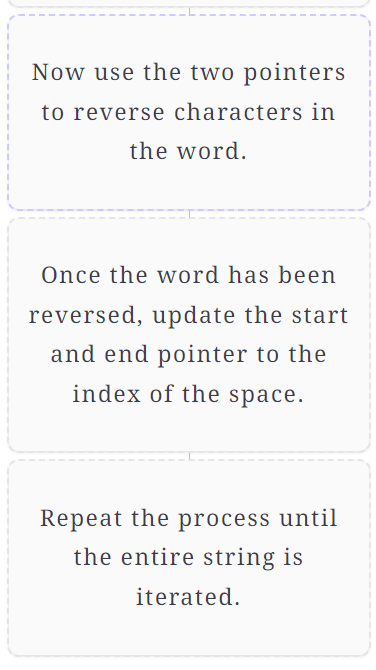 Now use the two pointers
to reverse characters in
the word.
Once the word has been
reversed, update the start
and end pointer to the
index of the space.
Repeat the process until
the entire string is
iterated.